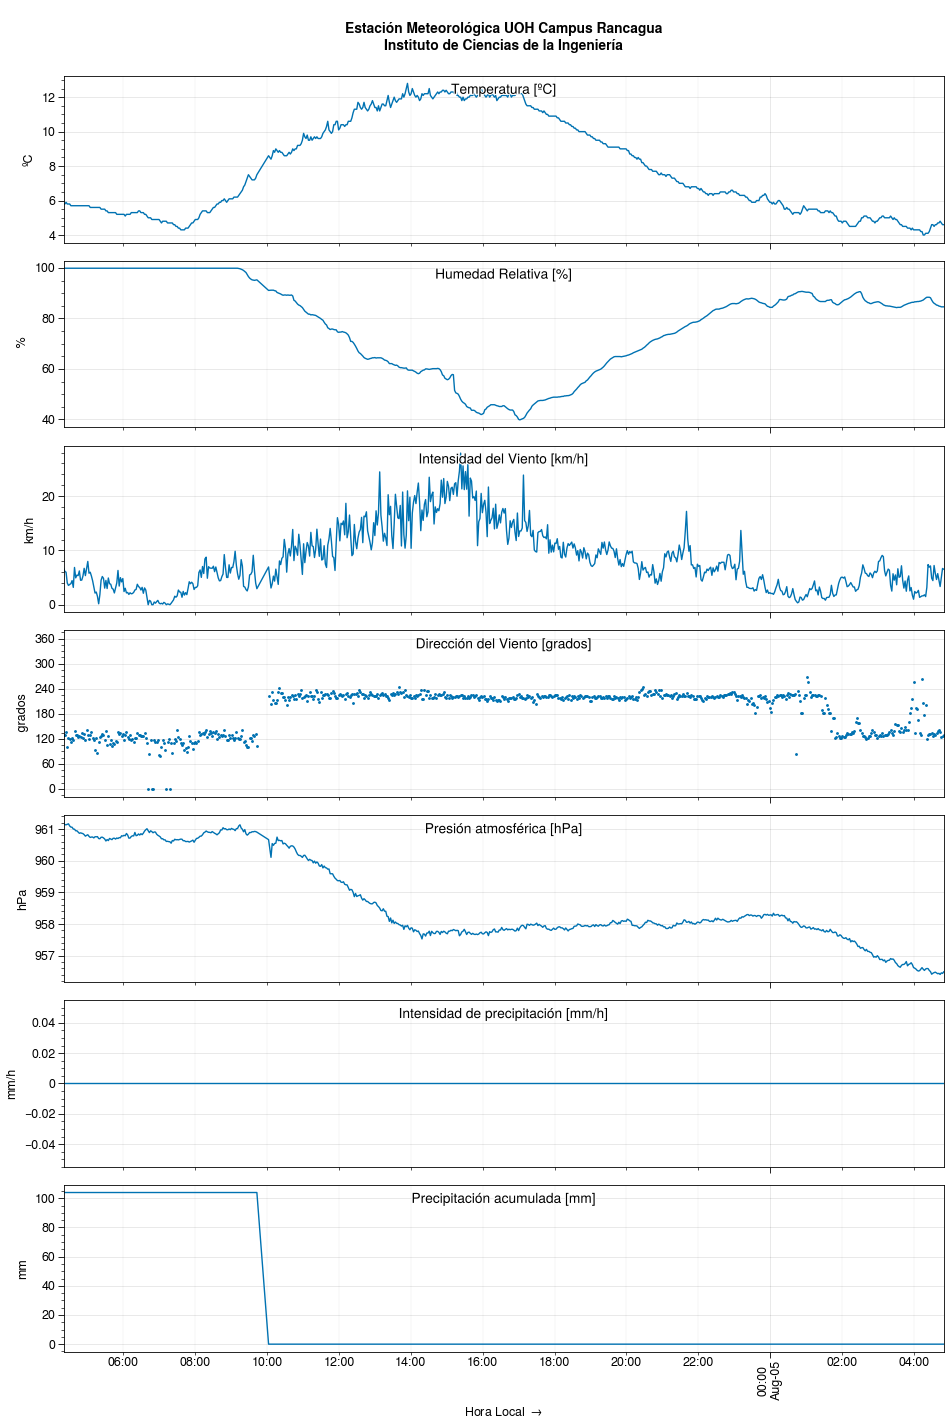 Estación Meteorológica UOH Campus Rancagua
Instituto de Ciencias de la Ingeniería
Temperatura [ºC]
12
10
8
6
4
ºC
Humedad Relativa [%]
100
80
60
40
%
Intensidad del Viento [km/h]
20
10
0
km/h
Dirección del Viento [grados]
360
300
240
180
120
60
0
grados
Presión atmosférica [hPa]
961
960
959
958
957
hPa
Intensidad de precipitación [mm/h]
0.04
0.02
0
−0.02
−0.04
mm/h
Precipitación acumulada [mm]
100
80
60
40
20
0
mm
06:00 08:00 10:00 12:00 14:00 16:00 18:00 20:00 22:00 00:00 02:00 04:00
Aug-05
Hora Local →